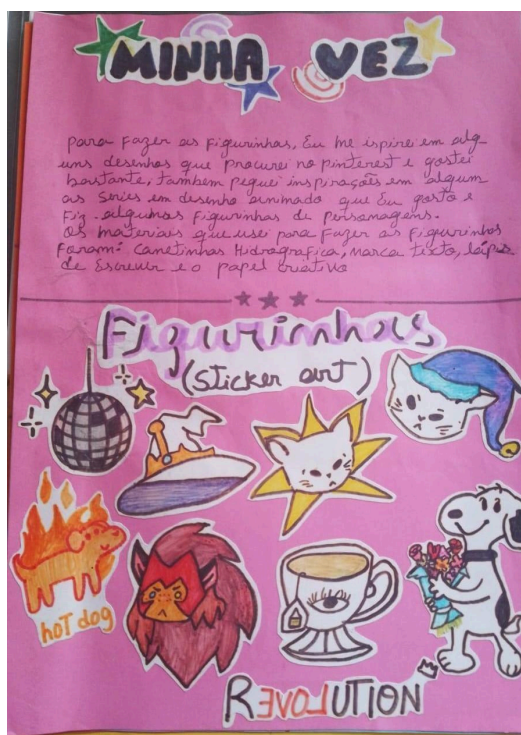 MINHA VEZ
para Fazer as Figurinhas, Eu me ispirei em alg-
uns desenhos que procurei no pinterest e gostei
bastante, também peguei inspirações em algum
as Series em desenho animado que Eu gosto e
Fiz algumas Figurinhas de personagens.
Os materiais que usei para Fazer as Figurinhas
Foram: Canetinhas Hidrografica, marca texto, lápis
de Escrever e o papel criativo
Figurinhas
(sticker art)
hot dog
REVOLUTION